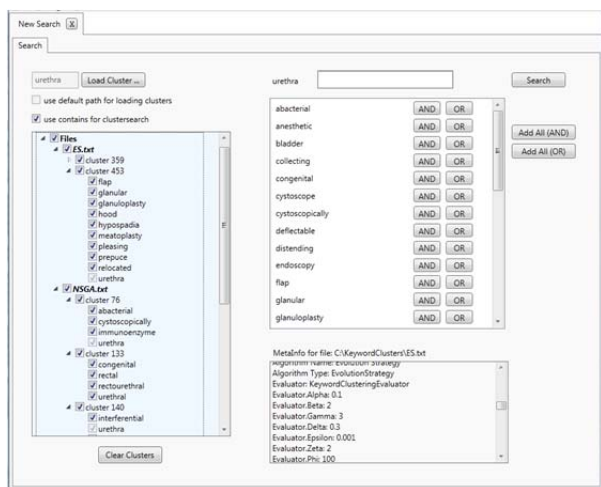 New Search X
Search
urethra Load Cluster ...
use default path for loading clusters
use contains for clustersearch
Files
ES.txt
cluster 359
cluster 453
flap
glanular
glanuloplasty
hood
hypospadia
meatoplasty
pleasing
prepuce
relocated
urethra
NSGA.txt
cluster 76
abacterial
cystoscopically
immunoenzyme
urethra
cluster 133
congenital
rectal
rectourethral
urethral
cluster 140
interferential
urethra
Clear Clusters
urethra
Search
abacterial AND OR
anesthetic AND OR
bladder AND OR
collecting AND OR
congenital AND OR
cystoscope AND OR
cystoscopically AND OR
deflectable AND OR
distending AND OR
endoscopy AND OR
flap AND OR
glanular AND OR
glanuloplasty AND OR
Add All (AND)
Add All (OR)
MetaInfo for file: C:\KeywordClusters\ES.txt
Algorithm Name: Evolution Strategy
Algorithm Type: EvolutionStrategy
Evaluator: KeywordClusteringEvaluator
Evaluator.Alpha: 0.1
Evaluator.Beta: 2
Evaluator.Gamma: 3
Evaluator.Delta: 0.3
Evaluator.Epsilon: 0.001
Evaluator.Zeta: 2
Evaluator.Phi: 100